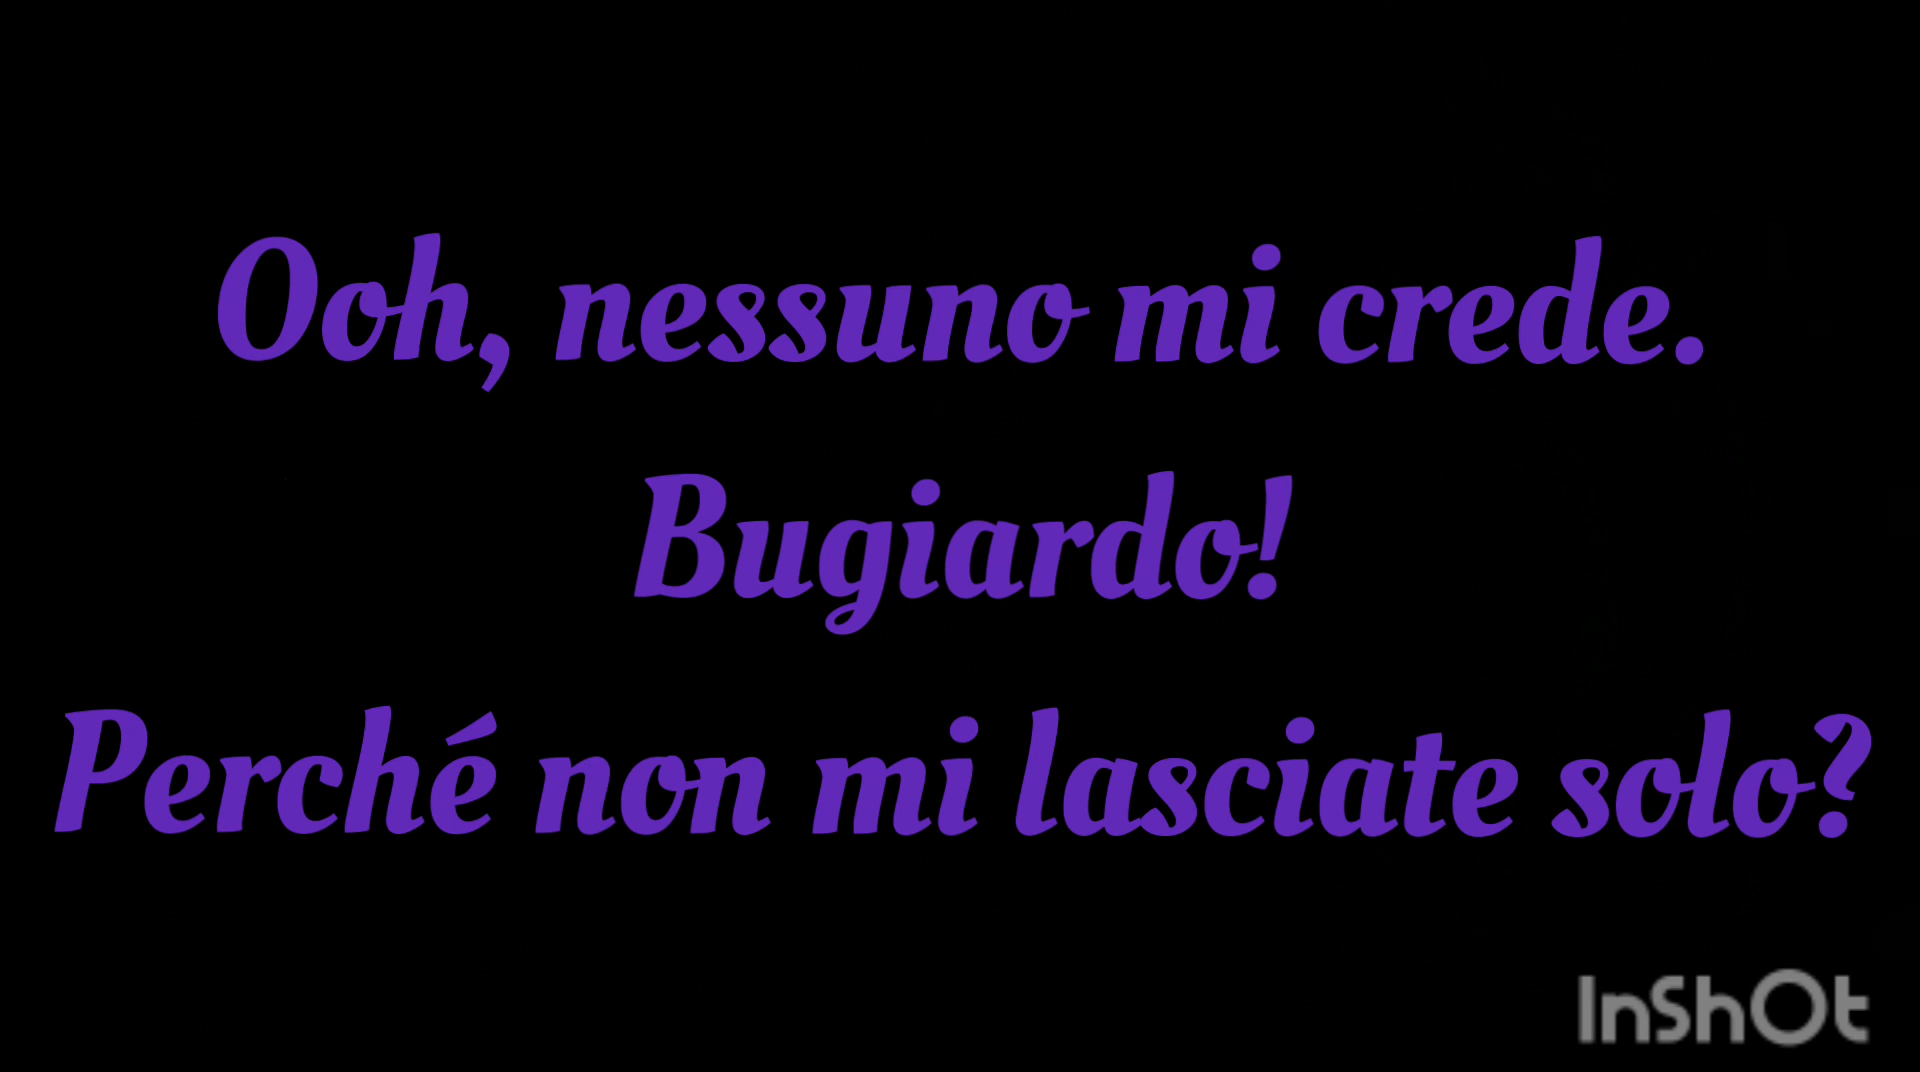 Ooh, nessuno mi crede.
Bugiardo!
Perché non mi lasciate solo?
InShOt